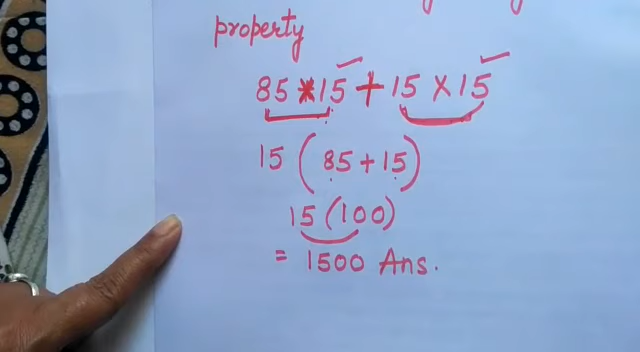 property
85 × 15 + 15 × 15
15 (85 + 15)
15 (100)
= 1500 Ans.